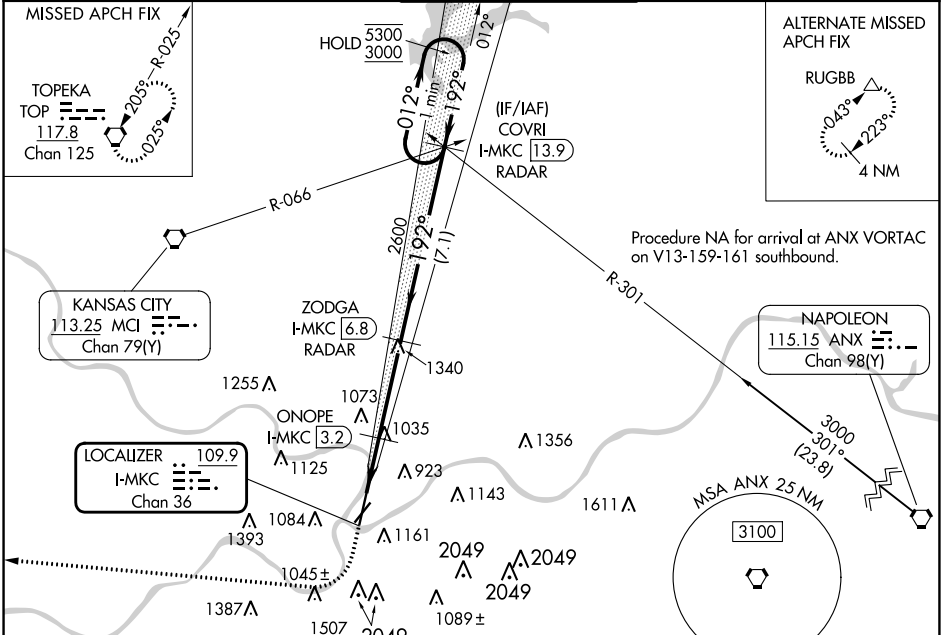 MISSED APCH FIX
TOPEKA
TOP
117.8
Chan 125
205°
R-025
025°
HOLD 5300
3000
012°
012°
1 min
192°
(IF/IAF)
COVRI
I-MKC 13.9
RADAR
ALTERNATE MISSED
APCH FIX
RUGBB
043°
223°
4 NM
R-066
2600
192°
(7.1)
Procedure NA for arrival at ANX VORTAC
on V13-159-161 southbound.
R-301
KANSAS CITY
113.25 MCI
Chan 79(Y)
ZODGA
I-MKC 6.8
RADAR
1340
NAPOLEON
115.15 ANX
Chan 98(Y)
1255
1073
ONOPE
I-MKC 3.2
1035
1356
3000
301°
(23.8)
LOCALIZER 109.9
I-MKC
Chan 36
1125
923
1143
1611
MSA ANX 25 NM
3100
1393
1084
1161
2049
2049
2049
1045±
1387
1507
2049
1089±